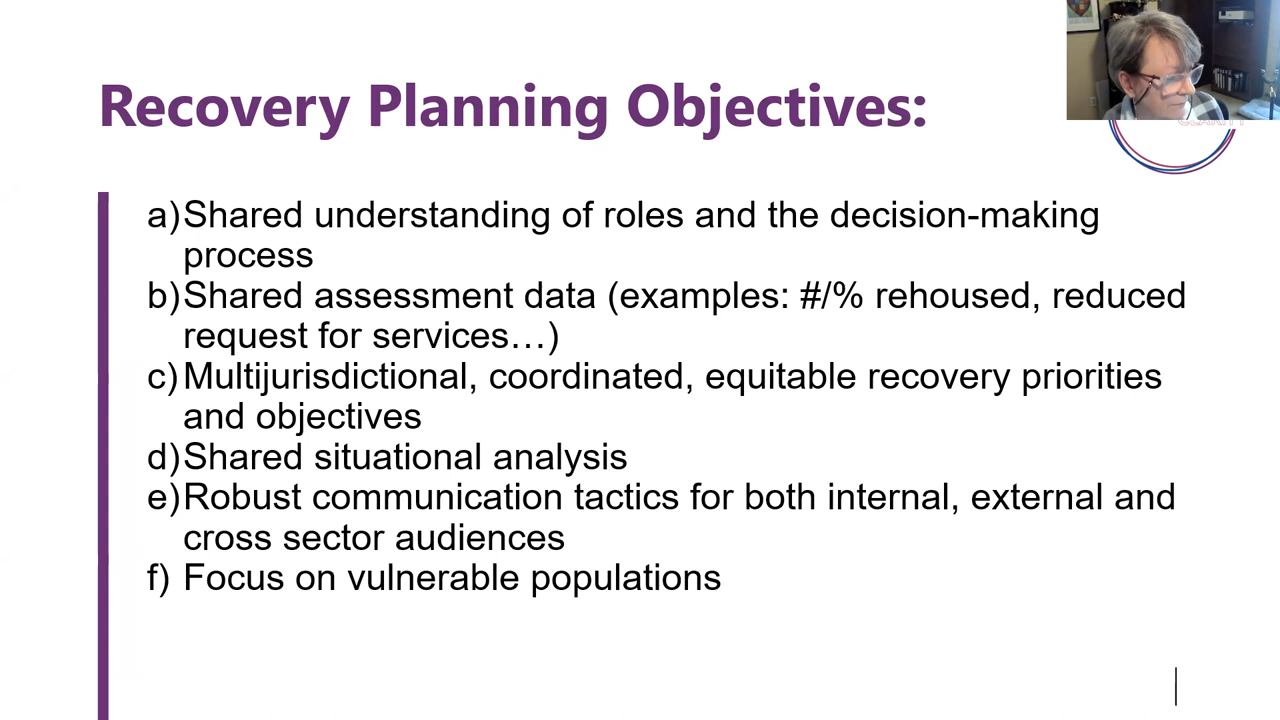 Recovery Planning Objectives:
a) Shared understanding of roles and the decision-making
process
b) Shared assessment data (examples: #/% rehoused, reduced
request for services…)
c) Multijurisdictional, coordinated, equitable recovery priorities
and objectives
d) Shared situational analysis
e) Robust communication tactics for both internal, external and
cross sector audiences
f) Focus on vulnerable populations